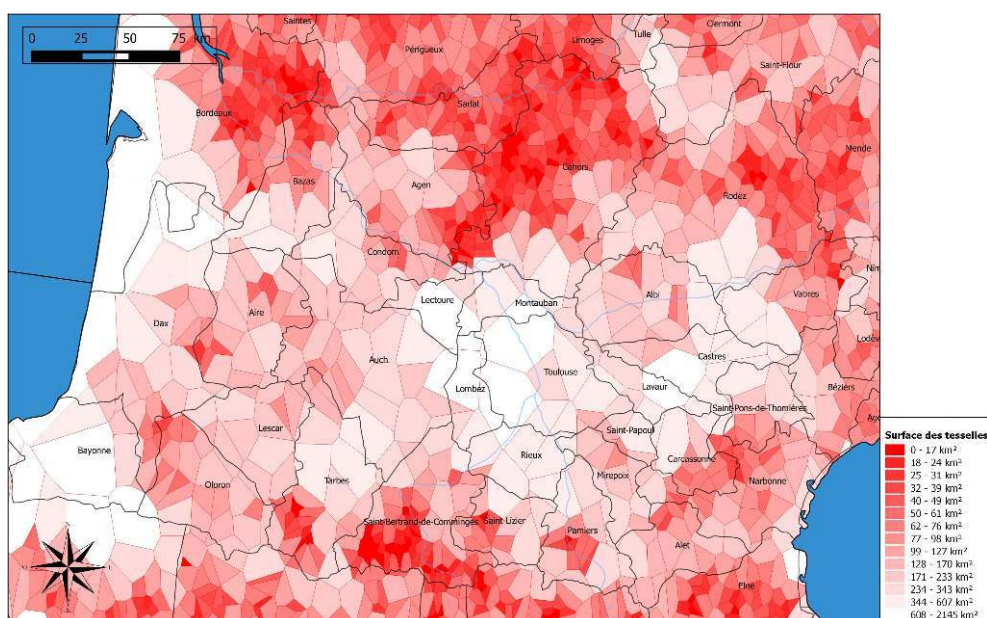 0 25 50 75 km
Saintes
Clermont
Périgueux
Limoges
Tulle
Saint-Flour
Sarlat
Bordeaux
Mende
Cahors
Bazas
Agen
Rodez
Condom
Nîm
Lectoure
Montauban
Albi
Vabres
Dax
Aire
Lodèv
Auch
Castres
Toulouse
Lombez
Lavaur
Béziers
Saint-Pons-de-Thomières
Aga
Lescar
Saint-Papoul
Bayonne
Rieux
Carcassonne
Oloron
Tarbes
Mirepoix
Narbonne
Saint-Bertrand-de-Comminges
Saint-Lizier
Pamiers
Alet
Elne
Surface des tesselles
0 - 17 km²
18 - 24 km²
25 - 31 km²
32 - 39 km²
40 - 49 km²
50 - 61 km²
62 - 76 km²
77 - 98 km²
99 - 127 km²
128 - 170 km²
171 - 233 km²
234 - 343 km²
344 - 607 km²
608 - 2145 km²